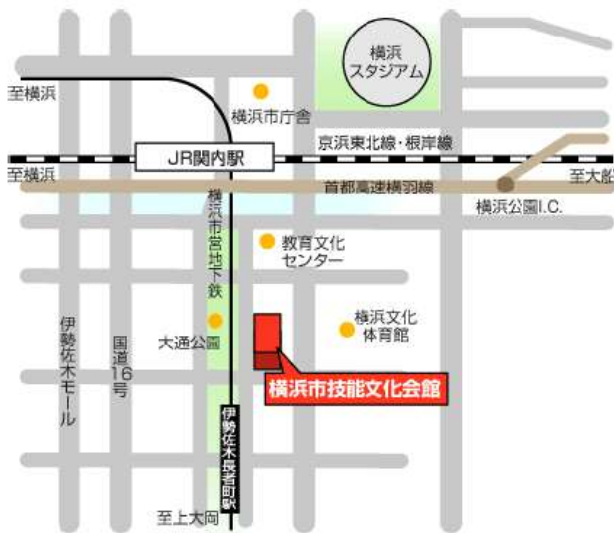 横浜
スタジアム
至横浜
横浜市庁舎
京浜東北線・根岸線
JR関内駅
至横浜
至大船
首都高速横羽線
横浜公園I.C.
横浜市営地下鉄
教育文化
センター
大通公園
横浜文化
体育館
伊勢佐木モール
国道16号
横浜市技能文化会館
伊勢佐木長者町駅
至上大岡